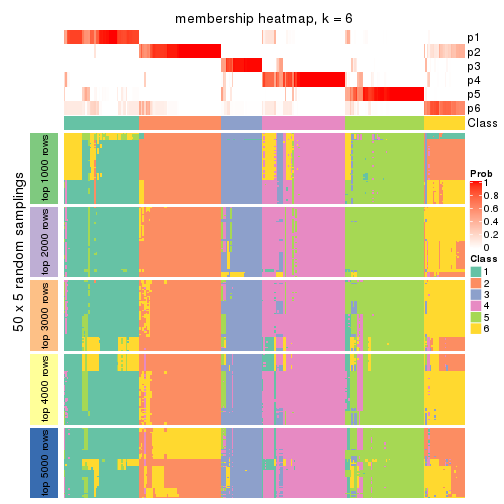 membership heatmap, k = 6
p1
p2
p3
p4
p5
p6
Class
50 x 5 random samplings
top 1000 rows
top 2000 rows
top 3000 rows
top 4000 rows
top 5000 rows
Prob
1
0.8
0.6
0.4
0.2
0
Class
1
2
3
4
5
6